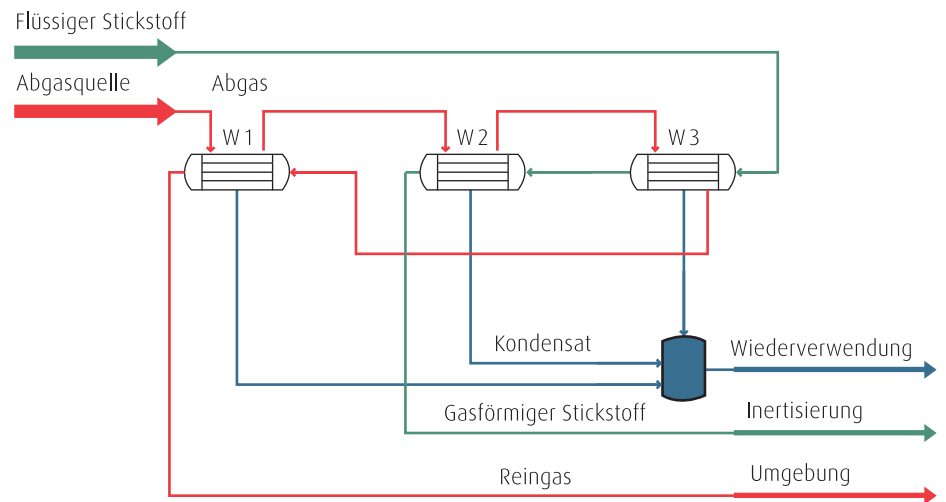 Flüssiger Stickstoff
Abgasquelle
Abgas
W 1
W 2
W 3
Kondensat
Wiederverwendung
Gasförmiger Stickstoff
Inertisierung
Reingas
Umgebung